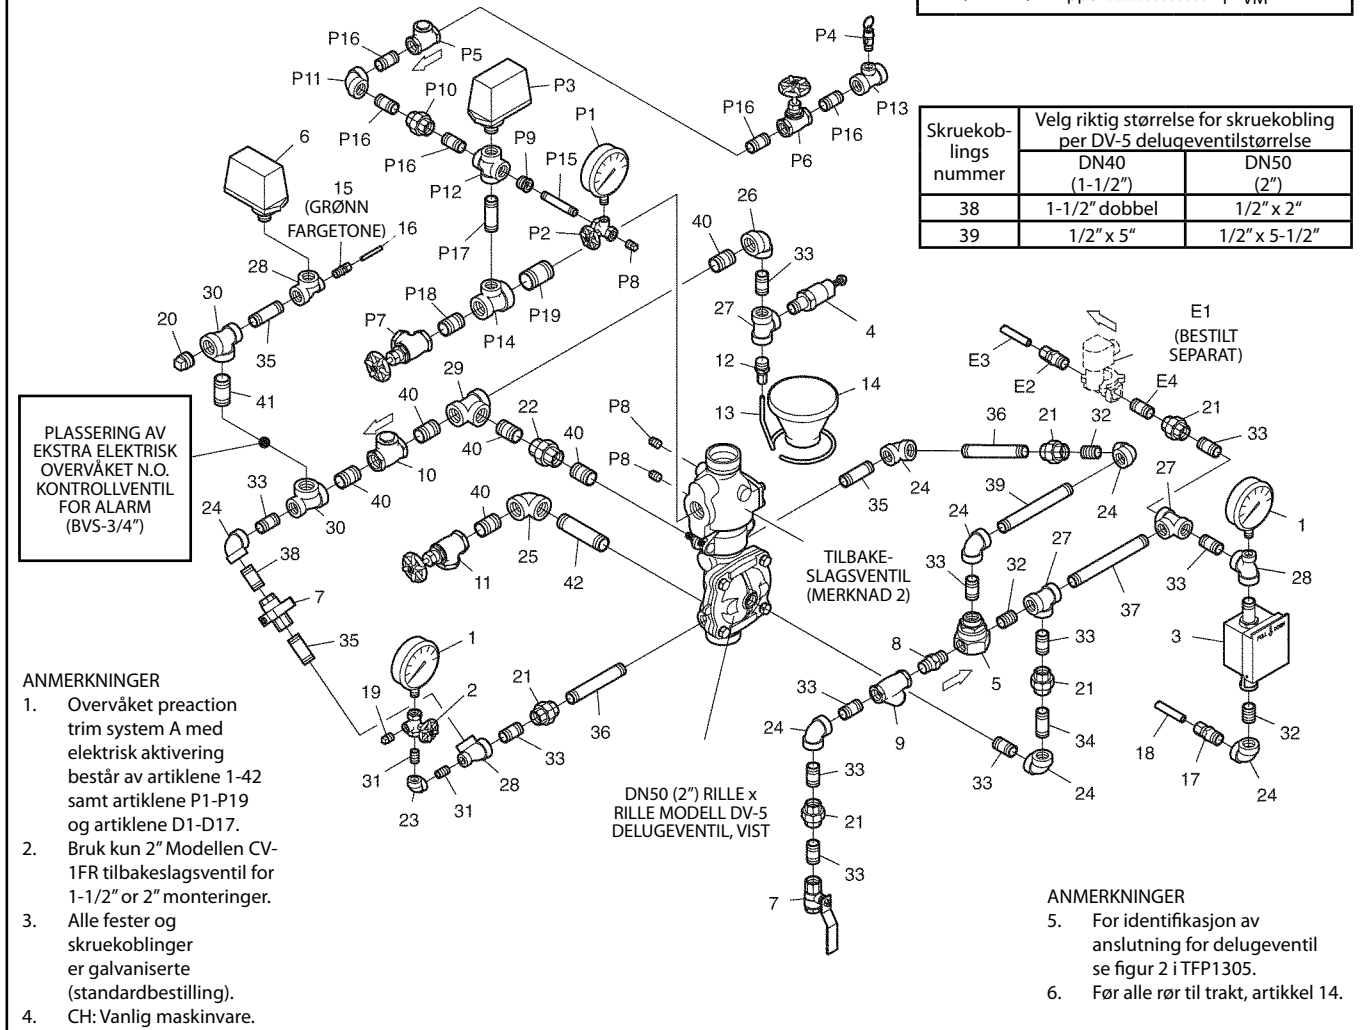 VM
P16
P5
P4
P11
P10
P3
P16
P1
P16
P13
P16
P9
P15
P16
P6
P12
6
15
(GRØNN
FARGETONE)
16
P17
P2
P8
26
40
33
28
P18
P19
27
4
30
20
P7
P14
35
12
14
29
41
40
22
13
P8
40
40
P8
10
36
21
32
E3
E2
E1
(BESTILT
SEPARAT)
E4
21
33
Skruekob-
lings
nummer
Velg riktig størrelse for skruekobling
per DV-5 delugeventilstørrelse
DN40
(1-1/2”)
DN50
(2”)
38
1-1/2” dobbel
1/2” x 2“
39
1/2” x 5“
1/2” x 5-1/2”
PLASSERING AV
EKSTRA ELEKTRISK
OVERVÅKET N.O.
KONTROLLVENTIL
FOR ALARM
(BVS-3/4”)
24
33
40
30
40
25
42
11
35
24
39
24
24
27
1
38
7
35
TILBAKE-
SLAGSVENTIL
(MERKNAD 2)
33
32
27
37
33
28
1
19
2
21
36
8
5
33
21
3
31
28
33
33
24
9
34
32
23
31
33
24
18
17
24
DN50 (2”) RILLE x
RILLE MODELL DV-5
DELUGEVENTIL, VIST
33
21
33
7
ANMERKNINGER
1. Overvåket preaction
trim system A med
elektrisk aktivering
består av artiklene 1-42
samt artiklene P1-P19
og artiklene D1-D17.
2. Bruk kun 2” Modellen CV-
1FR tilbakeslagsventil for
1-1/2” or 2” monteringer.
3. Alle fester og
skruekoblinger
er galvaniserte
(standardbestilling).
4. CH: Vanlig maskinvare.
ANMERKNINGER
5. For identifikasjon av
anslutning for delugeventil
se figur 2 i TFP1305.
6. Før alle rør til trakt, artikkel 14.